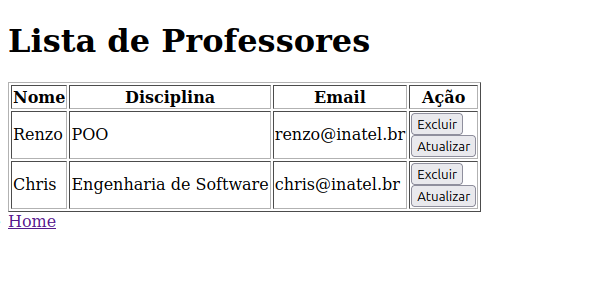 Lista de Professores
Nome Disciplina Email Ação
Renzo POO renzo@inatel.br Excluir
Atualizar
Chris Engenharia de Software chris@inatel.br Excluir
Atualizar
Home